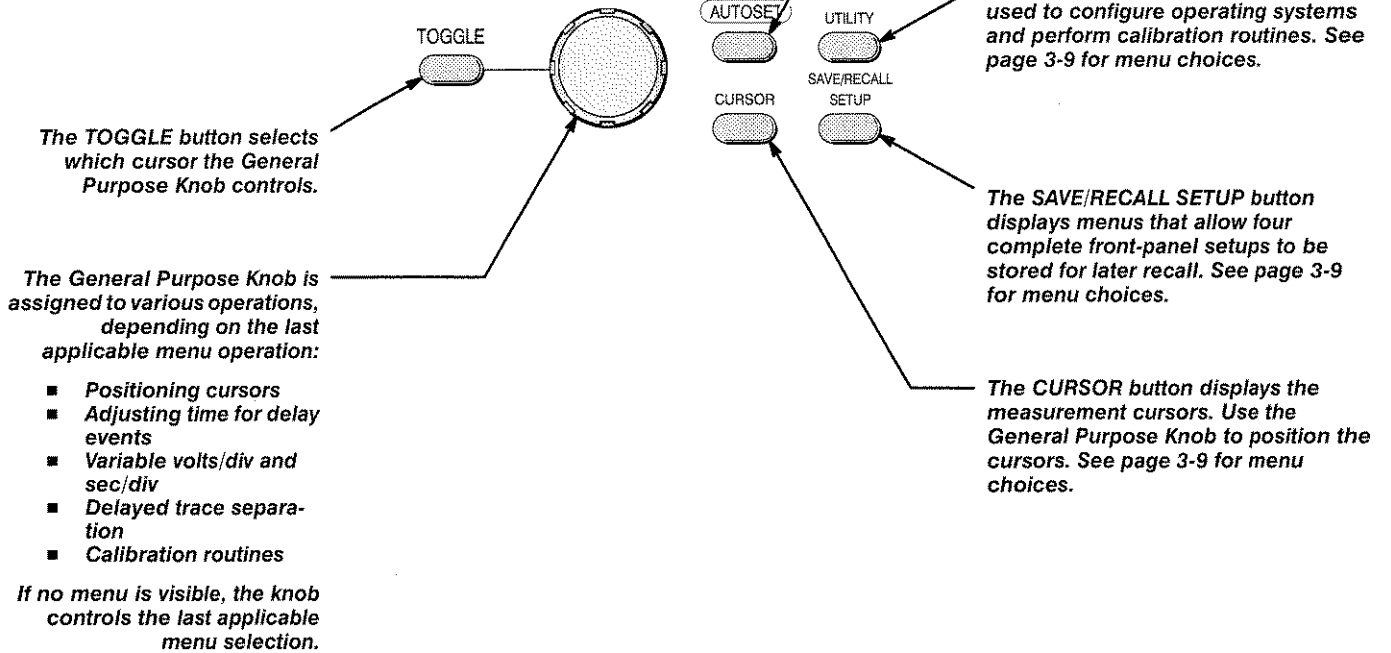 TOGGLE
AUTOSET
UTILITY
CURSOR
SAVE/RECALL
SETUP
The TOGGLE button selects
which cursor the General
Purpose Knob controls.
The General Purpose Knob is
assigned to various operations,
depending on the last
applicable menu operation:
■ Positioning cursors
■ Adjusting time for delay
events
■ Variable volts/div and
sec/div
■ Delayed trace separa-
tion
■ Calibration routines
If no menu is visible, the knob
controls the last applicable
menu selection.
used to configure operating systems
and perform calibration routines. See
page 3-9 for menu choices.
The SAVE/RECALL SETUP button
displays menus that allow four
complete front-panel setups to be
stored for later recall. See page 3-9
for menu choices.
The CURSOR button displays the
measurement cursors. Use the
General Purpose Knob to position the
cursors. See page 3-9 for menu
choices.